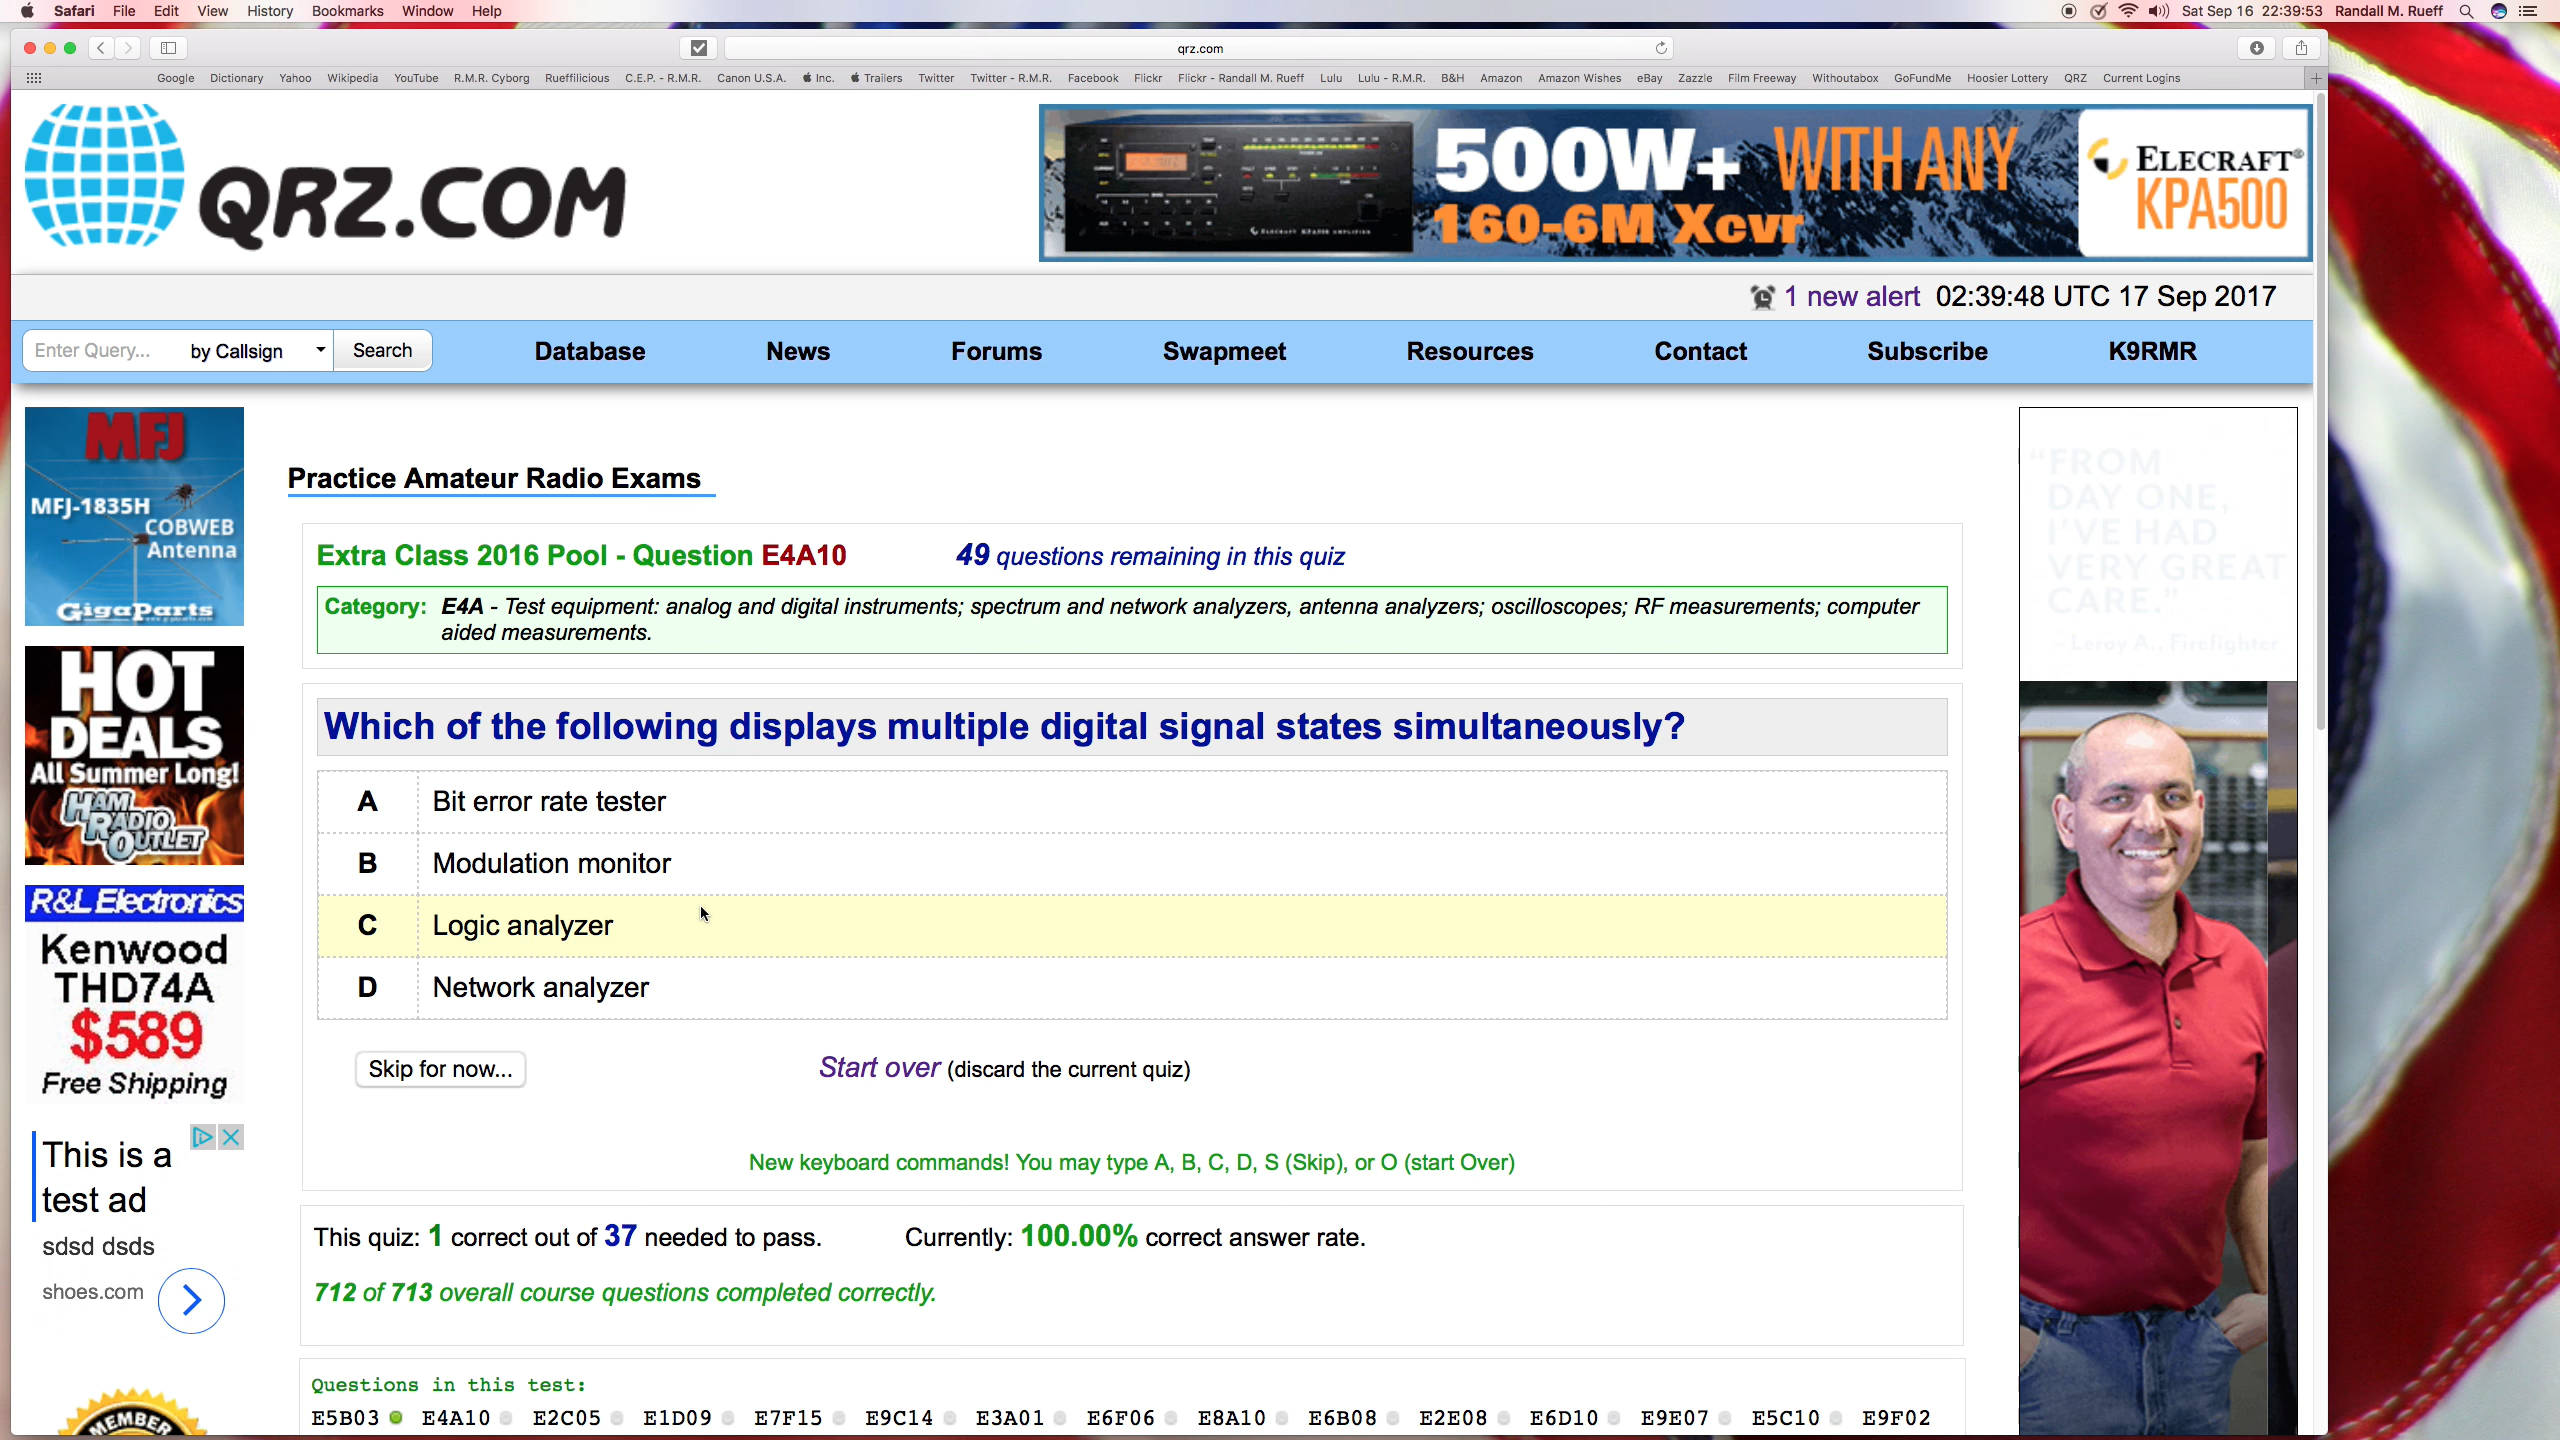 Safari File Edit View History Bookmarks Window Help
Sat Sep 16 22:39:53 Randall M. Rueff
qrz.com
Google Dictionary Yahoo Wikipedia YouTube R.M.R. Cyborg Rueffilicious C.E.P. - R.M.R. Canon U.S.A. Inc. Trailers Twitter Twitter - R.M.R. Facebook Flickr Flickr - Randall M. Rueff Lulu Lulu - R.M.R. B&H Amazon Amazon Wishes eBay Zazzle Film Freeway Withoutabox GoFundMe Hoosier Lottery QRZ Current Logins
QRZ.COM
500W+ WITH ANY
160-6M Xcvr
ELECRAFT®
KPA500
1 new alert 02:39:48 UTC 17 Sep 2017
Enter Query... by Callsign Search Database News Forums Swapmeet Resources Contact Subscribe K9RMR
MFJ
MFJ-1835H
COBWEB
Antenna
GigaParts
HOT
DEALS
All Summer Long!
HAM
RADIO
OUTLET
R&L Electronics
Kenwood
THD74A
$589
Free Shipping
This is a
test ad
sdsd dsds
shoes.com
MEMBER
Practice Amateur Radio Exams
Extra Class 2016 Pool - Question E4A10 49 questions remaining in this quiz
Category: E4A - Test equipment: analog and digital instruments; spectrum and network analyzers, antenna analyzers; oscilloscopes; RF measurements; computer
aided measurements.
Which of the following displays multiple digital signal states simultaneously?
A Bit error rate tester
B Modulation monitor
C Logic analyzer
D Network analyzer
Skip for now... Start over (discard the current quiz)
New keyboard commands! You may type A, B, C, D, S (Skip), or O (start Over)
This quiz: 1 correct out of 37 needed to pass. Currently: 100.00% correct answer rate.
712 of 713 overall course questions completed correctly.
Questions in this test:
E5B03 E4A10 E2C05 E1D09 E7F15 E9C14 E3A01 E6F06 E8A10 E6B08 E2E08 E6D10 E9E07 E5C10 E9F02
“FROM
DAY ONE,
I’VE HAD
VERY GREAT
CARE.”
- Leroy A., Firefighter